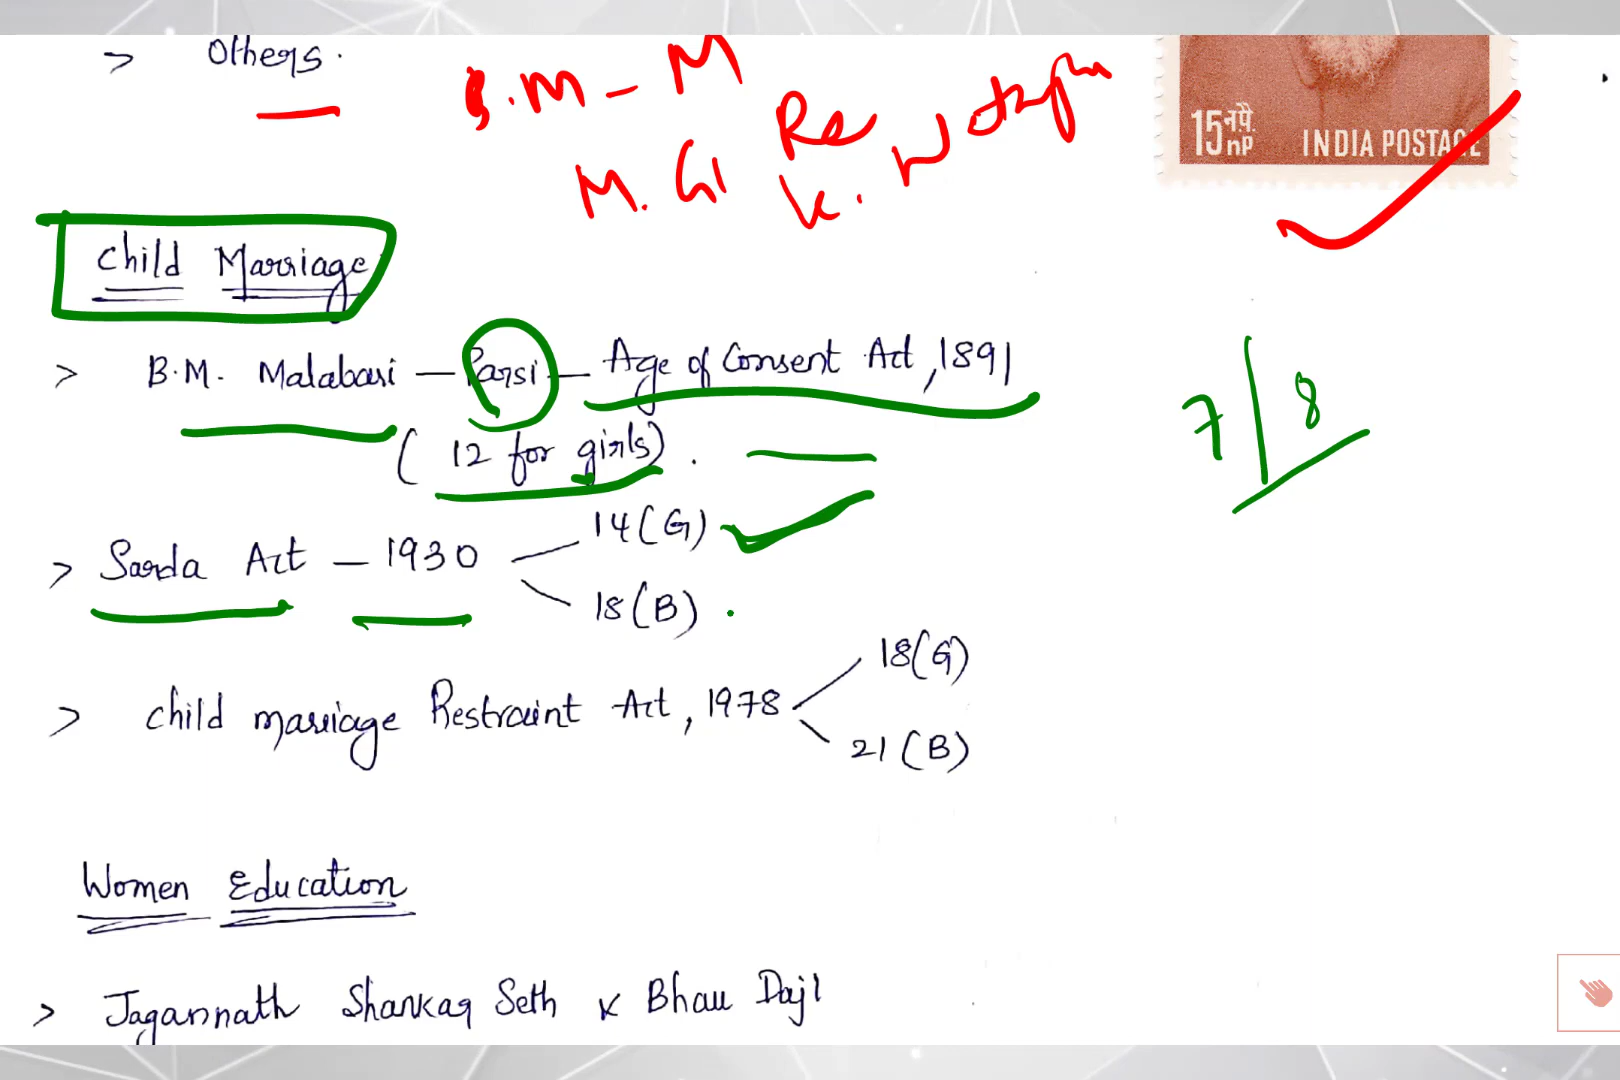 > Others.
B.M - M
M. G Re
K. N
15 नपै.
nP INDIA POSTAGE
Child Marriage
> B.M. Malabari - Parsi - Age of Consent Act, 1891
( 12 for girls) .
7 | 8
> Sarda Act - 1930
14 (G)
18 (B) .
> child marriage Restraint Act, 1978
18 (G)
21 (B)
Women Education
> Jagannath Shankar Seth & Bhau Daji